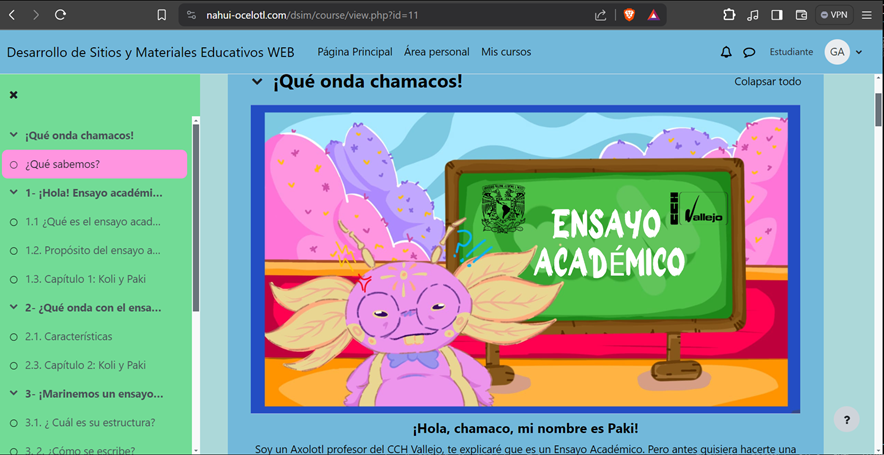 nahui-ocelotl.com/dsim/course/view.php?id=11
VPN
Desarrollo de Sitios y Materiales Educativos WEB
Página Principal Área personal Mis cursos
Estudiante GA
¡Qué onda chamacos!
¿Qué sabemos?
1- ¡Hola! Ensayo académi...
1.1 ¿Qué es el ensayo acad...
1.2. Propósito del ensayo a...
1.3. Capítulo 1: Koli y Paki
2- ¿Qué onda con el ensa...
2.1. Características
2.3. Capítulo 2: Koli y Paki
3- ¡Marinemos un ensayo...
3.1. ¿ Cuál es su estructura?
3. 2. ¿Cómo se escribe?
¡Qué onda chamacos!
Colapsar todo
Vallejo
ENSAYO
ACADÉMICO
?!!
¡Hola, chamaco, mi nombre es Paki!
Soy un Axolotl profesor del CCH Vallejo, te explicaré que es un Ensayo Académico. Pero antes quisiera hacerte una
?